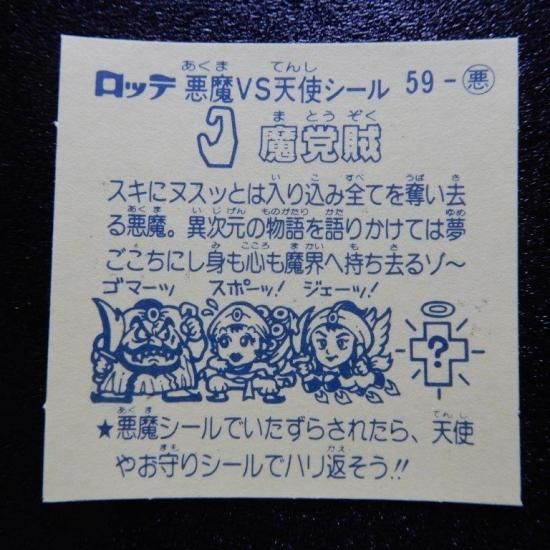 ロッテ 悪魔VS天使シール 59-悪
魔党賊
スキにヌスッとは入り込み全てを奪い去
る悪魔。異次元の物語を語りかけては夢
ごこちにし身も心も魔界へ持ち去るゾ〜
ゴマーッ スポーッ! ジェーッ!
?
★悪魔シールでいたずらされたら、天使
やお守りシールでハリ返そう!!